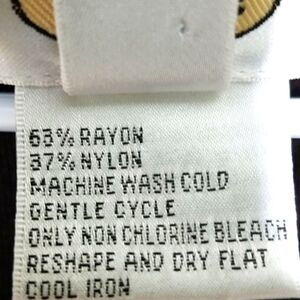 63% RAYON
37% NYLON
MACHINE WASH COLD
GENTLE CYCLE
ONLY NON CHLORINE BLEACH
RESHAPE AND DRY FLAT
COOL IRON